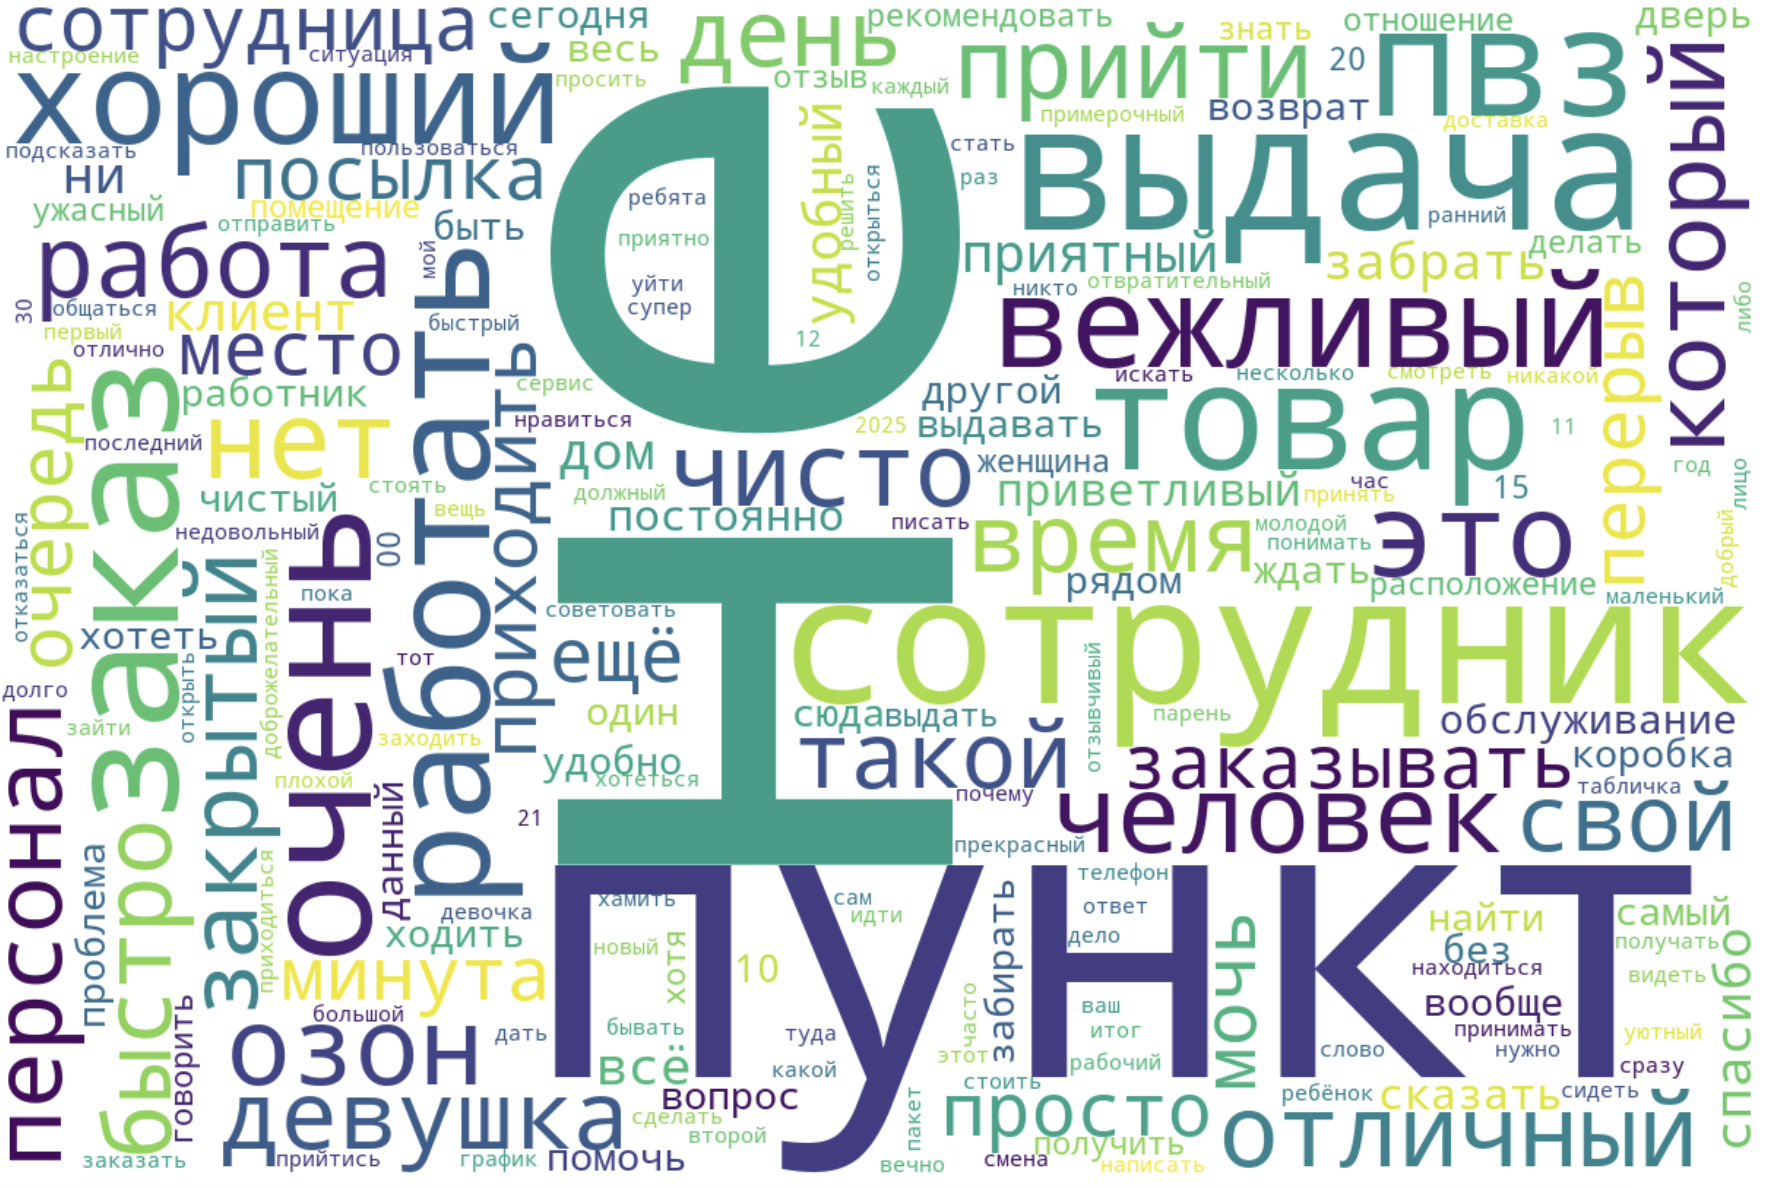 сотрудница
сегодня
день
рекомендовать
знать
отношение
дверь
настроение
ситуация
весь
просить
отзыв
каждый
прийти
20
пвз
хороший
примерочный
возврат
доставка
который
подсказать
пользоваться
ни
посылка
не
удобный
решить
открыться
стать
раз
выдача
ранний
ребята
приятно
уйти
супер
12
ужасный
помещение
отправить
быть
мой
работа
приятный
забрать
делать
никто
отвратительный
либо
30
общаться
клиент
первый
быстрый
вежливый
перерыв
отлично
место
работать
приходить
сервис
нравиться
искать
несколько
смотреть
никакой
очередь
заказ
работник
нет
последний
другой
2025
выдавать
товар
11
дом
чисто
женщина
год
лицо
чистый
стоять
вещь
должный
постоянно
писать
приветливый
час
принять
15
недовольный
очень
00
время
молодой
понимать
это
добрый
отказаться
закрытый
доброжелательный
пока
рядом
ждать
расположение
маленький
советовать
сотрудник
хотеть
открыть
тот
ещё
отзывчивый
долго
персонал
зайти
заходить
один
сюда
выдать
парень
обслуживание
плохой
данный
удобно
хотеться
такой
почему
заказывать
коробка
табличка
21
человек
свой
быстро
проблема
приходиться
прекрасный
девочка
ходить
пункт
хамить
сам
идти
телефон
ответ
дело
найти
без
самый
получать
новый
хотя
10
забирать
мочь
находиться
видеть
спасибо
минута
говорить
большой
озон
дать
бывать
туда
часто
ваш
итог
вообще
принимать
уютный
всё
какой
этот
рабочий
слово
нужно
сразу
девушка
вопрос
стоить
ребёнок
сказать
сидеть
сделать
второй
пакет
просто
получить
отличный
заказать
прийтись
график
помочь
вечно
смена
написать